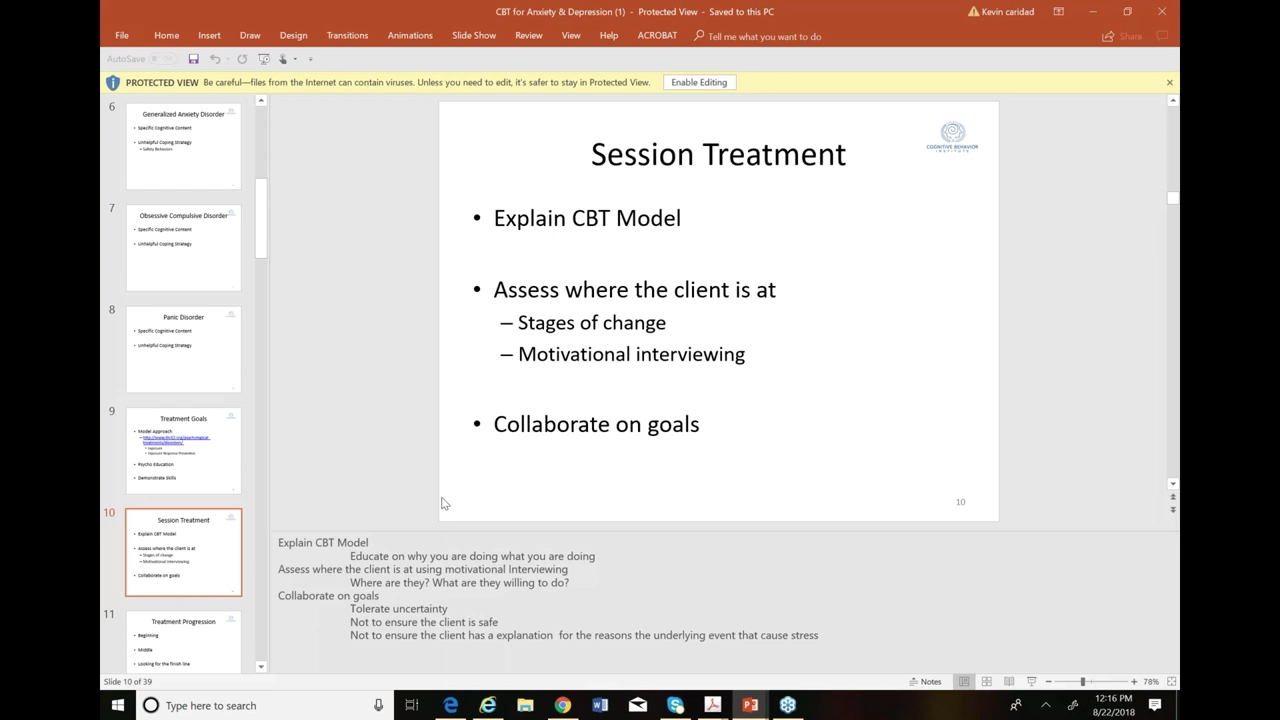 CBT for Anxiety & Depression (1) - Protected View - Saved to this PC
Kevin caridad
File Home Insert Draw Design Transitions Animations Slide Show Review View Help ACROBAT Tell me what you want to do Share
AutoSave Off
PROTECTED VIEW Be careful—files from the Internet can contain viruses. Unless you need to edit, it's safer to stay in Protected View. Enable Editing
6
Generalized Anxiety Disorder
• Specific Cognitive Content
• Unhelpful Coping Strategy
– Safety Behaviors
7
Obsessive Compulsive Disorder
• Specific Cognitive Content
• Unhelpful Coping Strategy
8
Panic Disorder
• Specific Cognitive Content
• Unhelpful Coping Strategy
9
Treatment Goals
• Model Approach
• Exposure
• Exposure Response Prevention
• Psycho Education
• Demonstrate Skills
10
Session Treatment
• Explain CBT Model
• Assess where the client is at
– Stages of change
– Motivational interviewing
• Collaborate on goals
11
Treatment Progression
• Beginning
• Middle
• Looking for the finish line
COGNITIVE BEHAVIOR
INSTITUTE
Session Treatment
• Explain CBT Model
• Assess where the client is at
– Stages of change
– Motivational interviewing
• Collaborate on goals
10
Explain CBT Model
Educate on why you are doing what you are doing
Assess where the client is at using motivational Interviewing
Where are they? What are they willing to do?
Collaborate on goals
Tolerate uncertainty
Not to ensure the client is safe
Not to ensure the client has a explanation for the reasons the underlying event that cause stress
Slide 10 of 39
Notes
78%
Type here to search
12:16 PM
8/22/2018